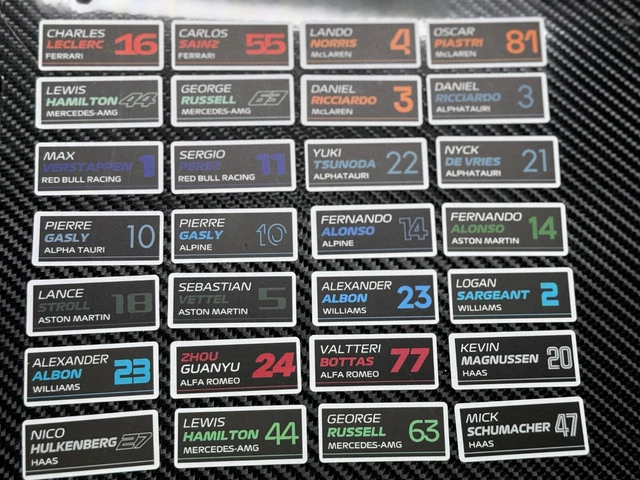 CHARLES
LECLERC 16
FERRARI
CARLOS
SAINZ 55
FERRARI
LANDO
NORRIS 4
McLAREN
OSCAR
PIASTRI 81
McLAREN
LEWIS
HAMILTON 44
MERCEDES-AMG
GEORGE
RUSSELL 63
MERCEDES-AMG
DANIEL
RICCIARDO 3
McLAREN
DANIEL
RICCIARDO 3
ALPHATAURI
MAX
VERSTAPPEN 1
RED BULL RACING
SERGIO
PEREZ 11
RED BULL RACING
YUKI
TSUNODA 22
ALPHATAURI
NYCK
DE VRIES 21
ALPHATAURI
PIERRE
GASLY 10
ALPHA TAURI
PIERRE
GASLY 10
ALPINE
FERNANDO
ALONSO 14
ALPINE
FERNANDO
ALONSO 14
ASTON MARTIN
LANCE
STROLL 18
ASTON MARTIN
SEBASTIAN
VETTEL 5
ASTON MARTIN
ALEXANDER
ALBON 23
WILLIAMS
LOGAN
SARGEANT 2
WILLIAMS
ALEXANDER
ALBON 23
WILLIAMS
ZHOU
GUANYU 24
ALFA ROMEO
VALTTERI
BOTTAS 77
ALFA ROMEO
KEVIN
MAGNUSSEN 20
HAAS
NICO
HULKENBERG 27
HAAS
LEWIS
HAMILTON 44
MERCEDES-AMG
GEORGE
RUSSELL 63
MERCEDES-AMG
MICK
SCHUMACHER 47
HAAS